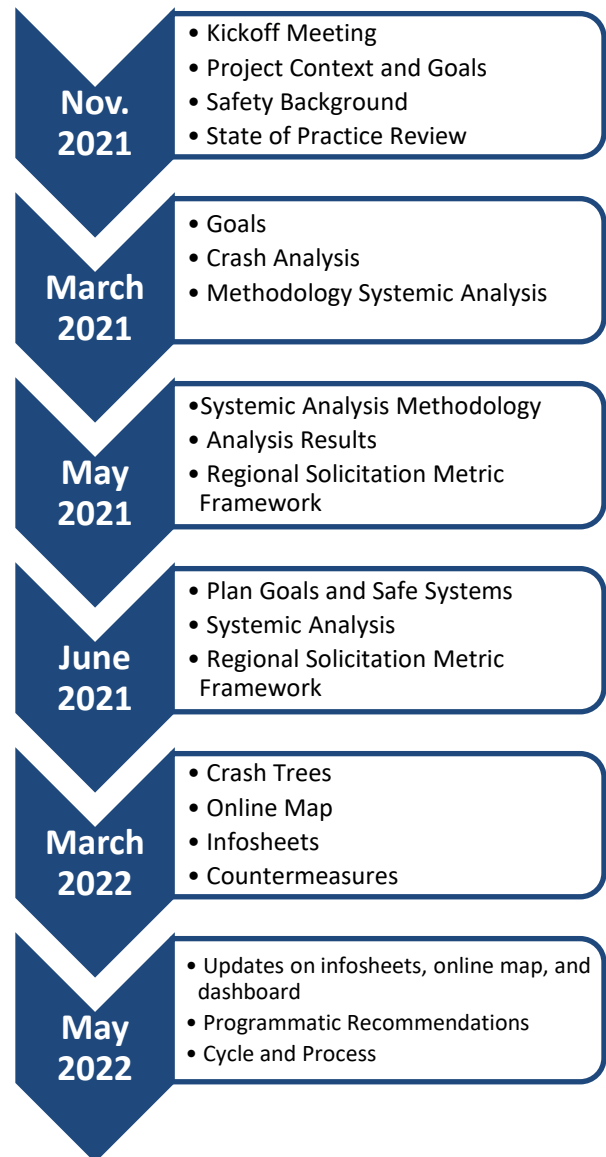 Nov.
2021
• Kickoff Meeting
• Project Context and Goals
• Safety Background
• State of Practice Review
March
2021
• Goals
• Crash Analysis
• Methodology Systemic Analysis
May
2021
•Systemic Analysis Methodology
• Analysis Results
• Regional Solicitation Metric
Framework
June
2021
• Plan Goals and Safe Systems
• Systemic Analysis
• Regional Solicitation Metric
Framework
March
2022
• Crash Trees
• Online Map
• Infosheets
• Countermeasures
May
2022
• Updates on infosheets, online map, and
dashboard
• Programmatic Recommendations
• Cycle and Process